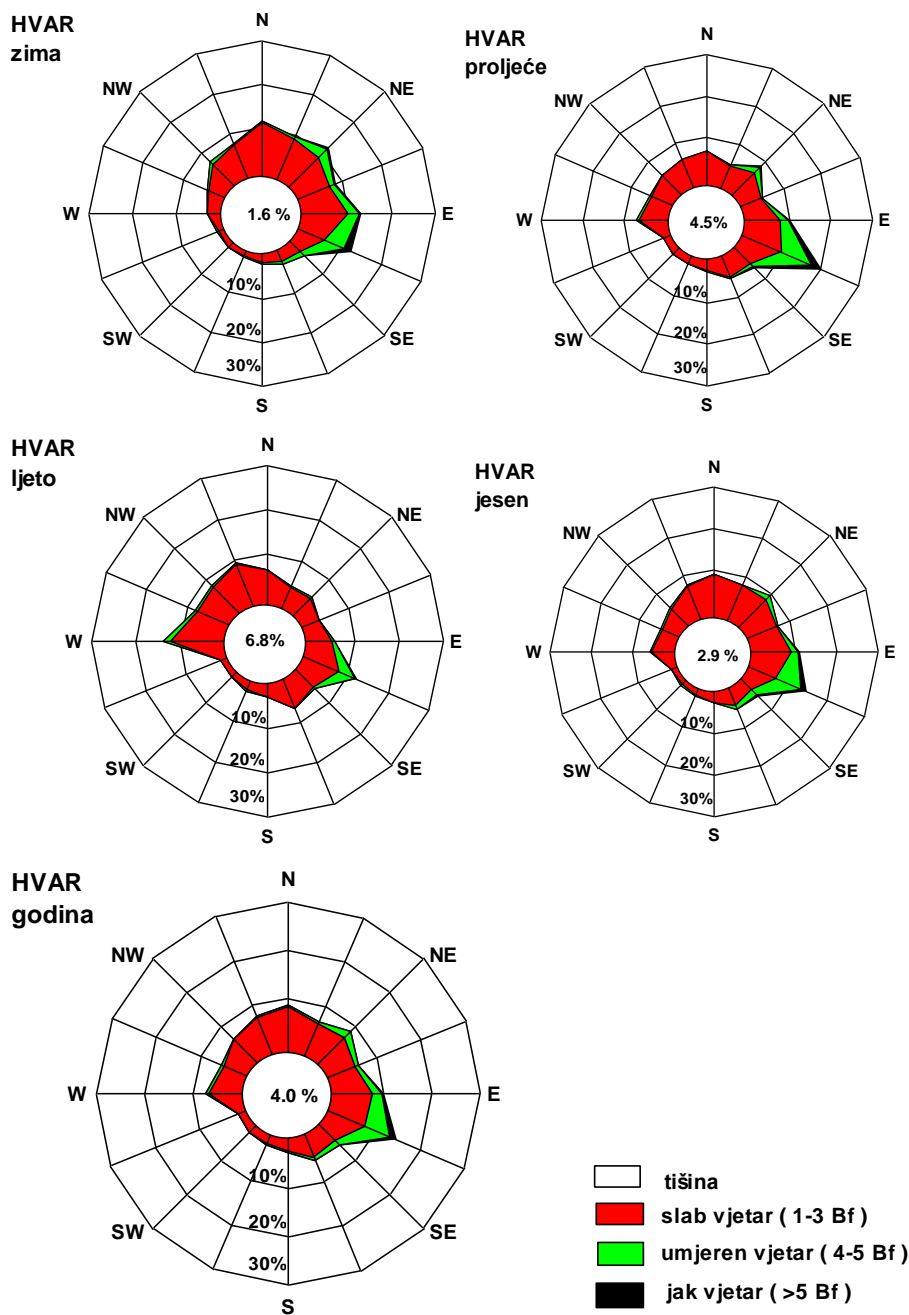 HVAR
zima
N
NW
NE
W
1.6 %
E
10%
SW
20%
SE
30%
S
HVAR
proljeće
N
NW
NE
W
4.5%
E
10%
SW
20%
SE
30%
S
HVAR
ljeto
N
NW
NE
W
6.8%
E
10%
SW
20%
SE
30%
S
HVAR
jesen
N
NW
NE
W
2.9 %
E
10%
SW
20%
SE
30%
S
HVAR
godina
N
NW
NE
W
4.0 %
E
10%
SW
20%
SE
30%
S
tišina
slab vjetar ( 1-3 Bf )
umjeren vjetar ( 4-5 Bf )
jak vjetar ( >5 Bf )